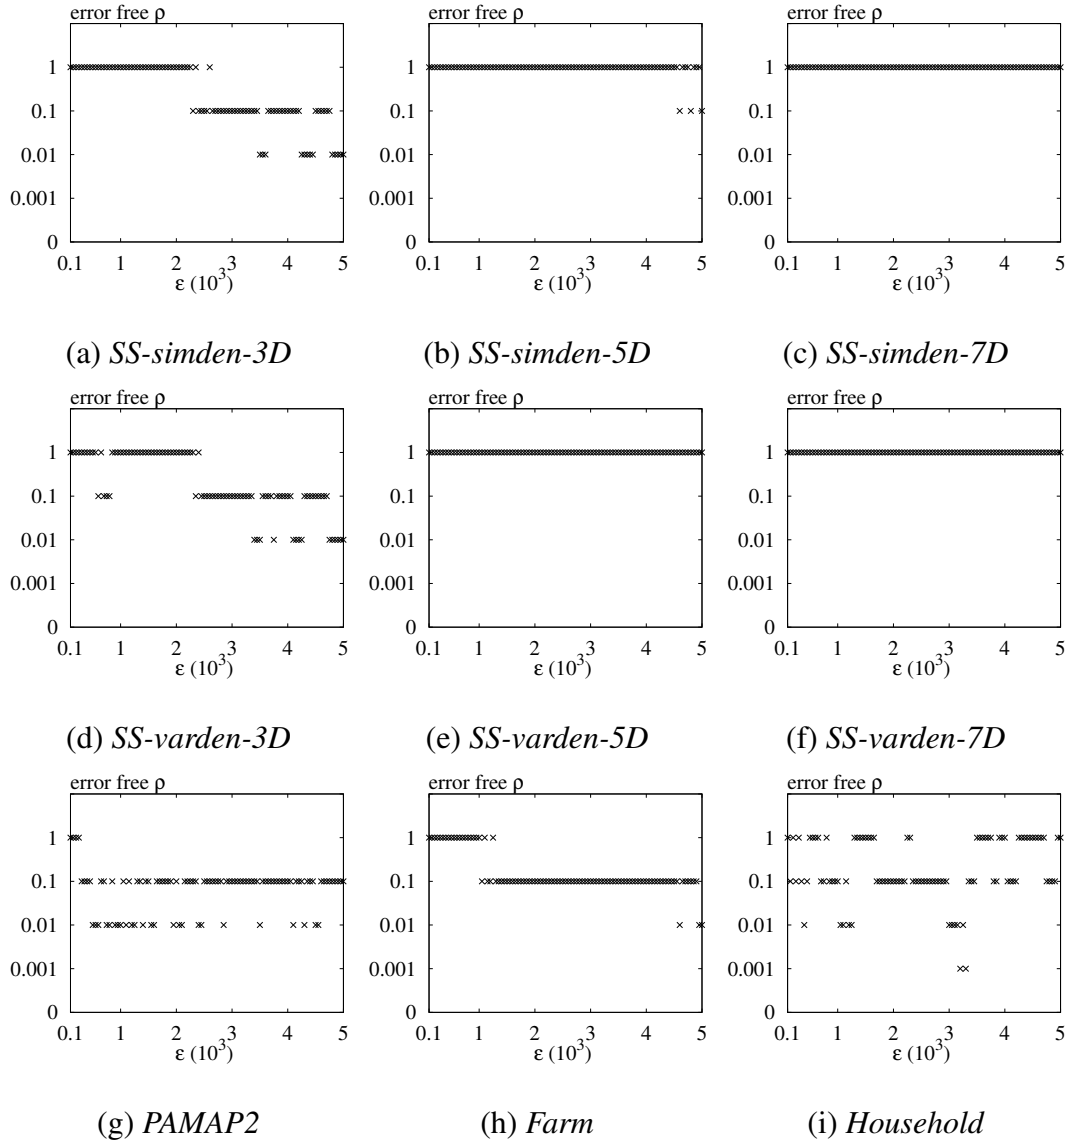 error free ρ error free ρ error free ρ
1 1 1
0.1 0.1 0.1
0.01 0.01 0.01
0.001 0.001 0.001
0 0 0
0.1 1 2 3 4 5 0.1 1 2 3 4 5 0.1 1 2 3 4 5
ε (10³) ε (10³) ε (10³)
(a) SS-simden-3D (b) SS-simden-5D (c) SS-simden-7D
error free ρ error free ρ error free ρ
1 1 1
0.1 0.1 0.1
0.01 0.01 0.01
0.001 0.001 0.001
0 0 0
0.1 1 2 3 4 5 0.1 1 2 3 4 5 0.1 1 2 3 4 5
ε (10³) ε (10³) ε (10³)
(d) SS-varden-3D (e) SS-varden-5D (f) SS-varden-7D
error free ρ error free ρ error free ρ
1 1 1
0.1 0.1 0.1
0.01 0.01 0.01
0.001 0.001 0.001
0 0 0
0.1 1 2 3 4 5 0.1 1 2 3 4 5 0.1 1 2 3 4 5
ε (10³) ε (10³) ε (10³)
(g) PAMAP2 (h) Farm (i) Household